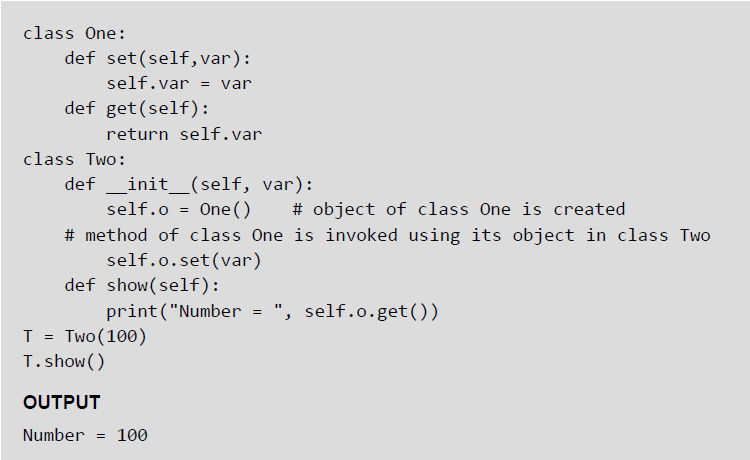 class One:
    def set(self,var):
        self.var = var
    def get(self):
        return self.var
class Two:
    def __init__(self, var):
        self.o = One()    # object of class One is created
    # method of class One is invoked using its object in class Two
        self.o.set(var)
    def show(self):
        print("Number = ", self.o.get())
T = Two(100)
T.show()
OUTPUT
Number = 100